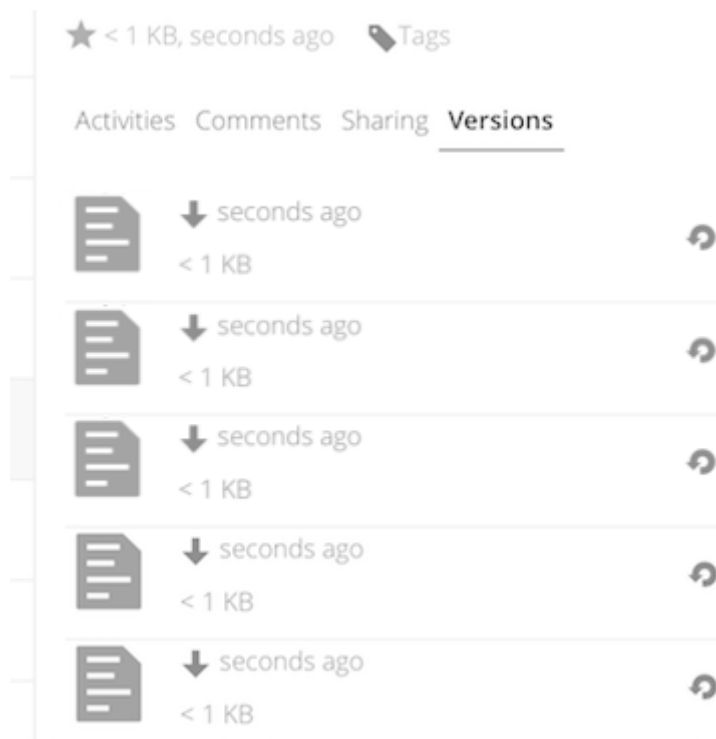 < 1 KB, seconds ago Tags
Activities Comments Sharing Versions
seconds ago
< 1 KB
seconds ago
< 1 KB
seconds ago
< 1 KB
seconds ago
< 1 KB
seconds ago
< 1 KB